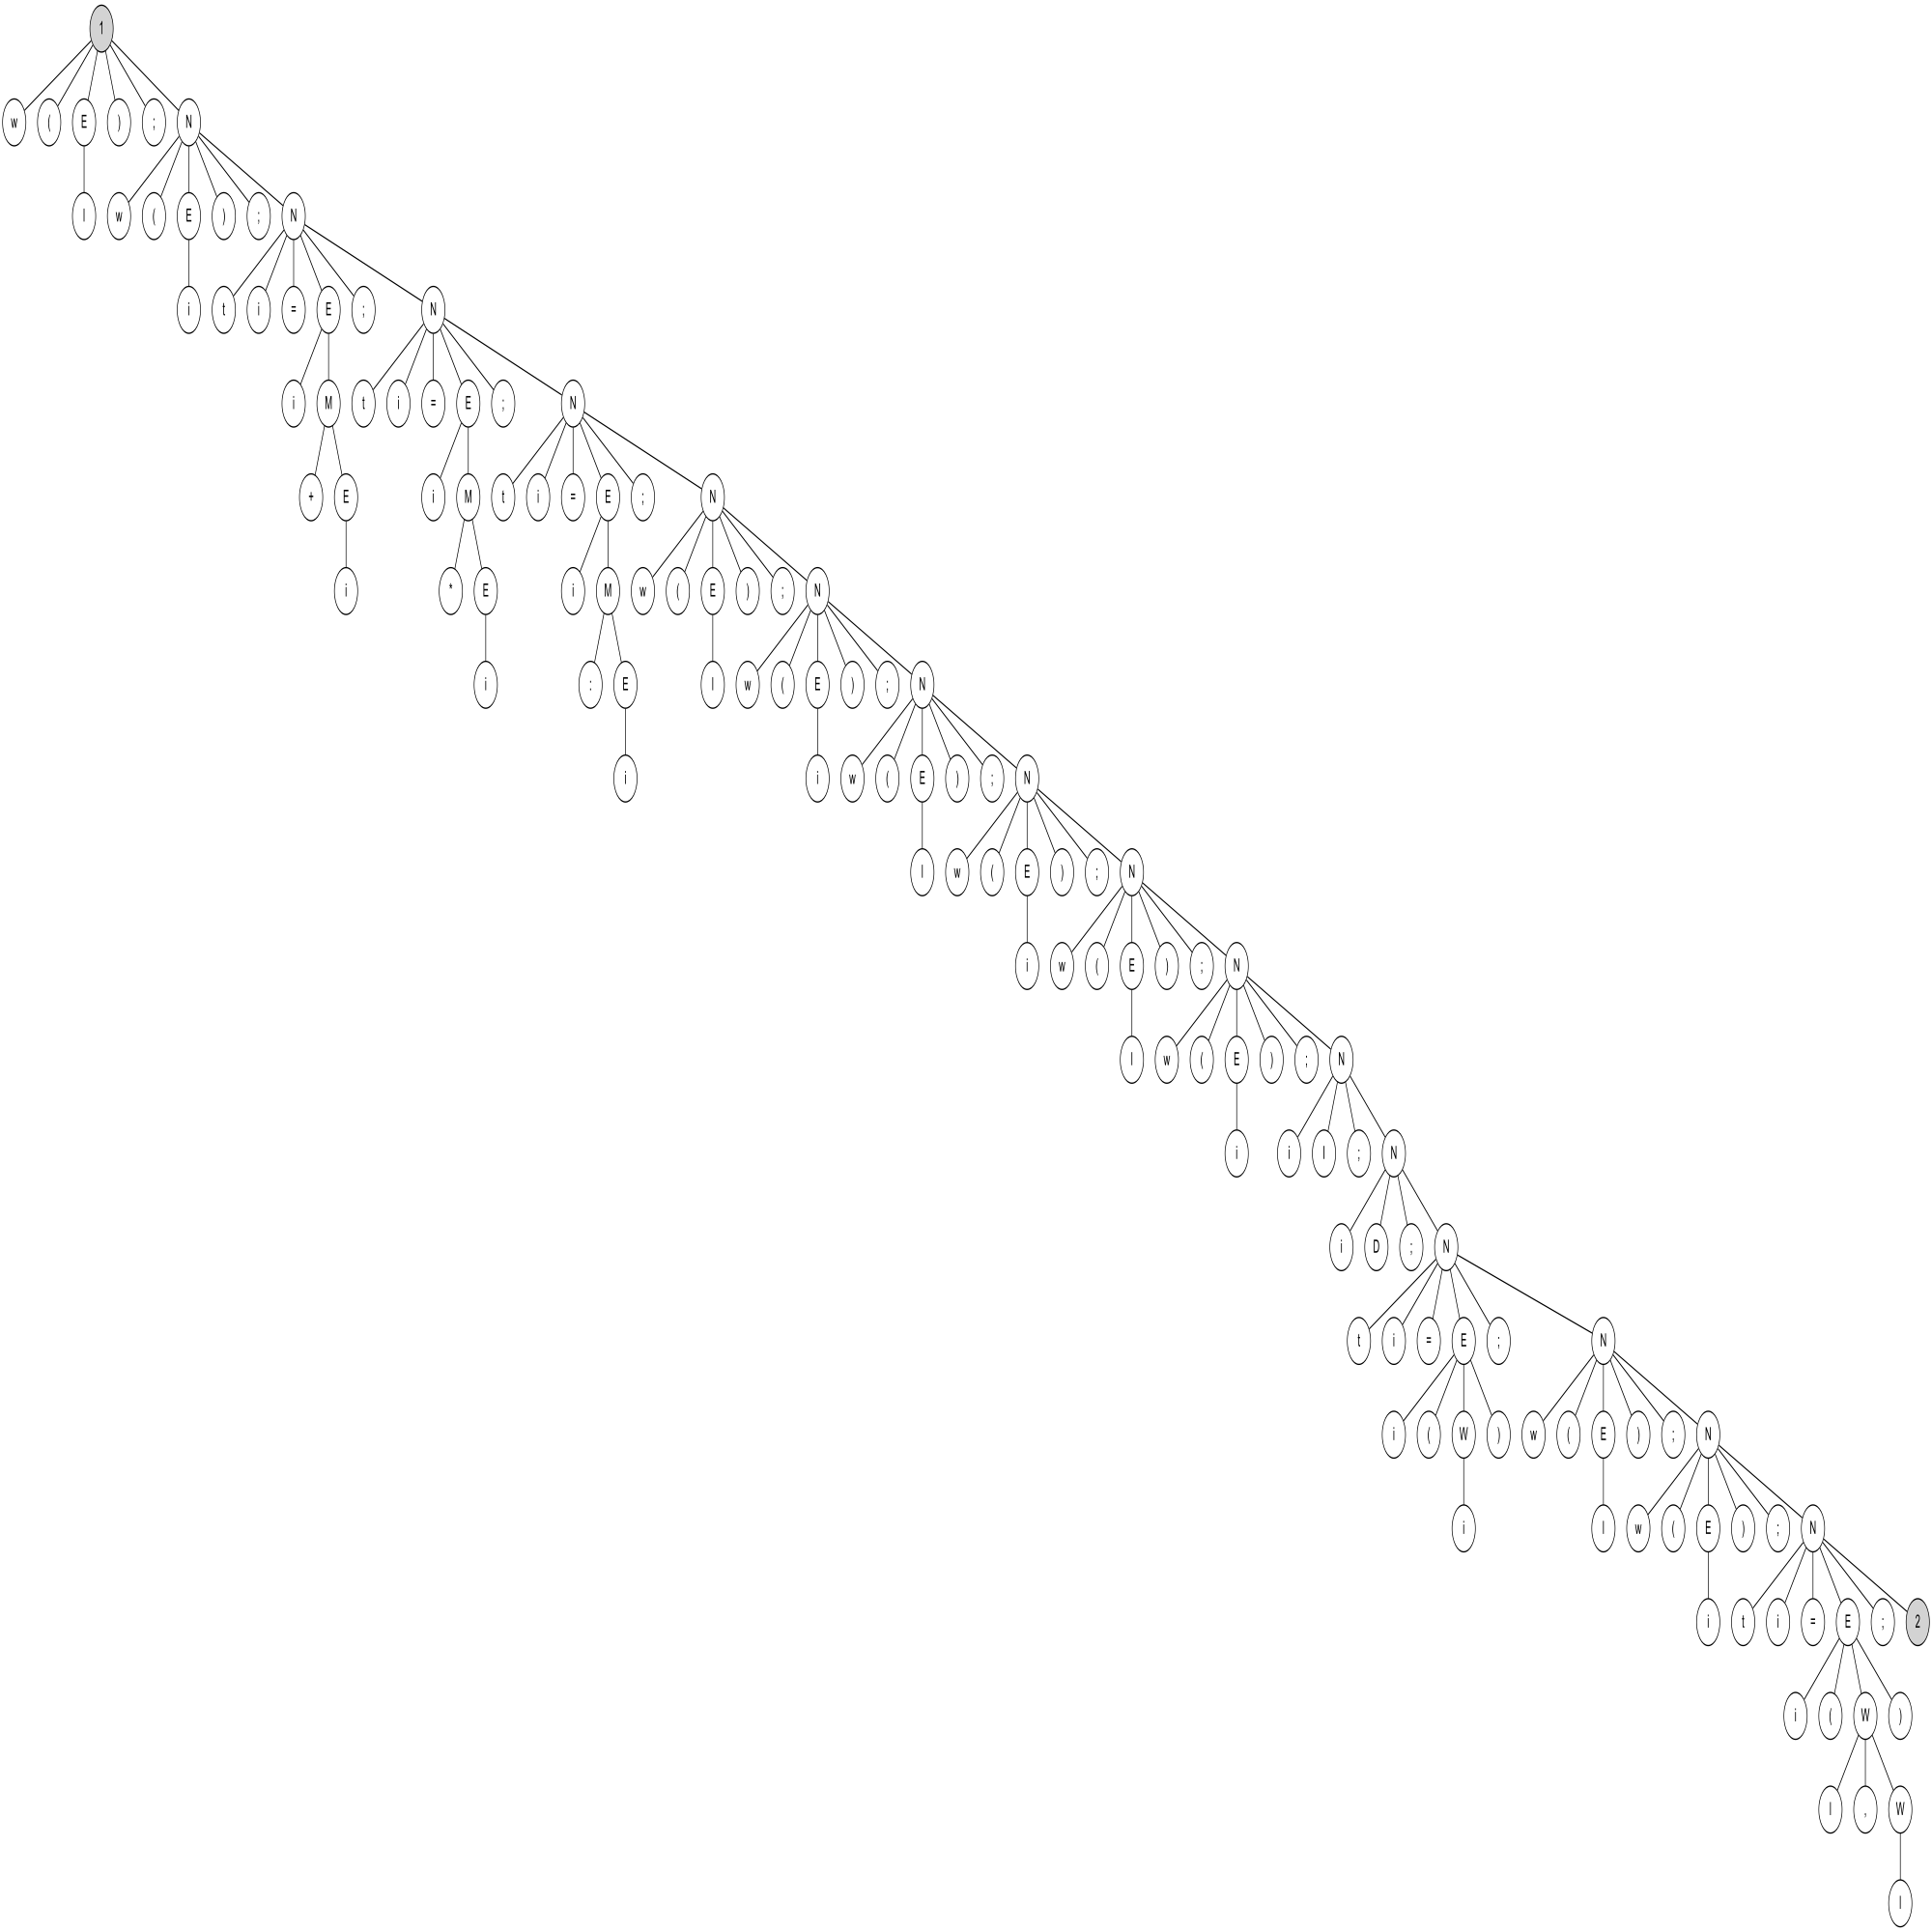 1
w ( E ) ; N
l w ( E ) ; N
i t i = E ; N
i M t i = E ; N
+ E i M t i = E ; N
i * E i M w ( E ) ; N
i : E l w ( E ) ; N
i i w ( E ) ; N
l w ( E ) ; N
i w ( E ) ; N
l w ( E ) ; N
i i l ; N
i D ; N
t i = E ; N
i ( W ) w ( E ) ; N
i l w ( E ) ; N
i t i = E ; 2
i ( W )
l , W
l